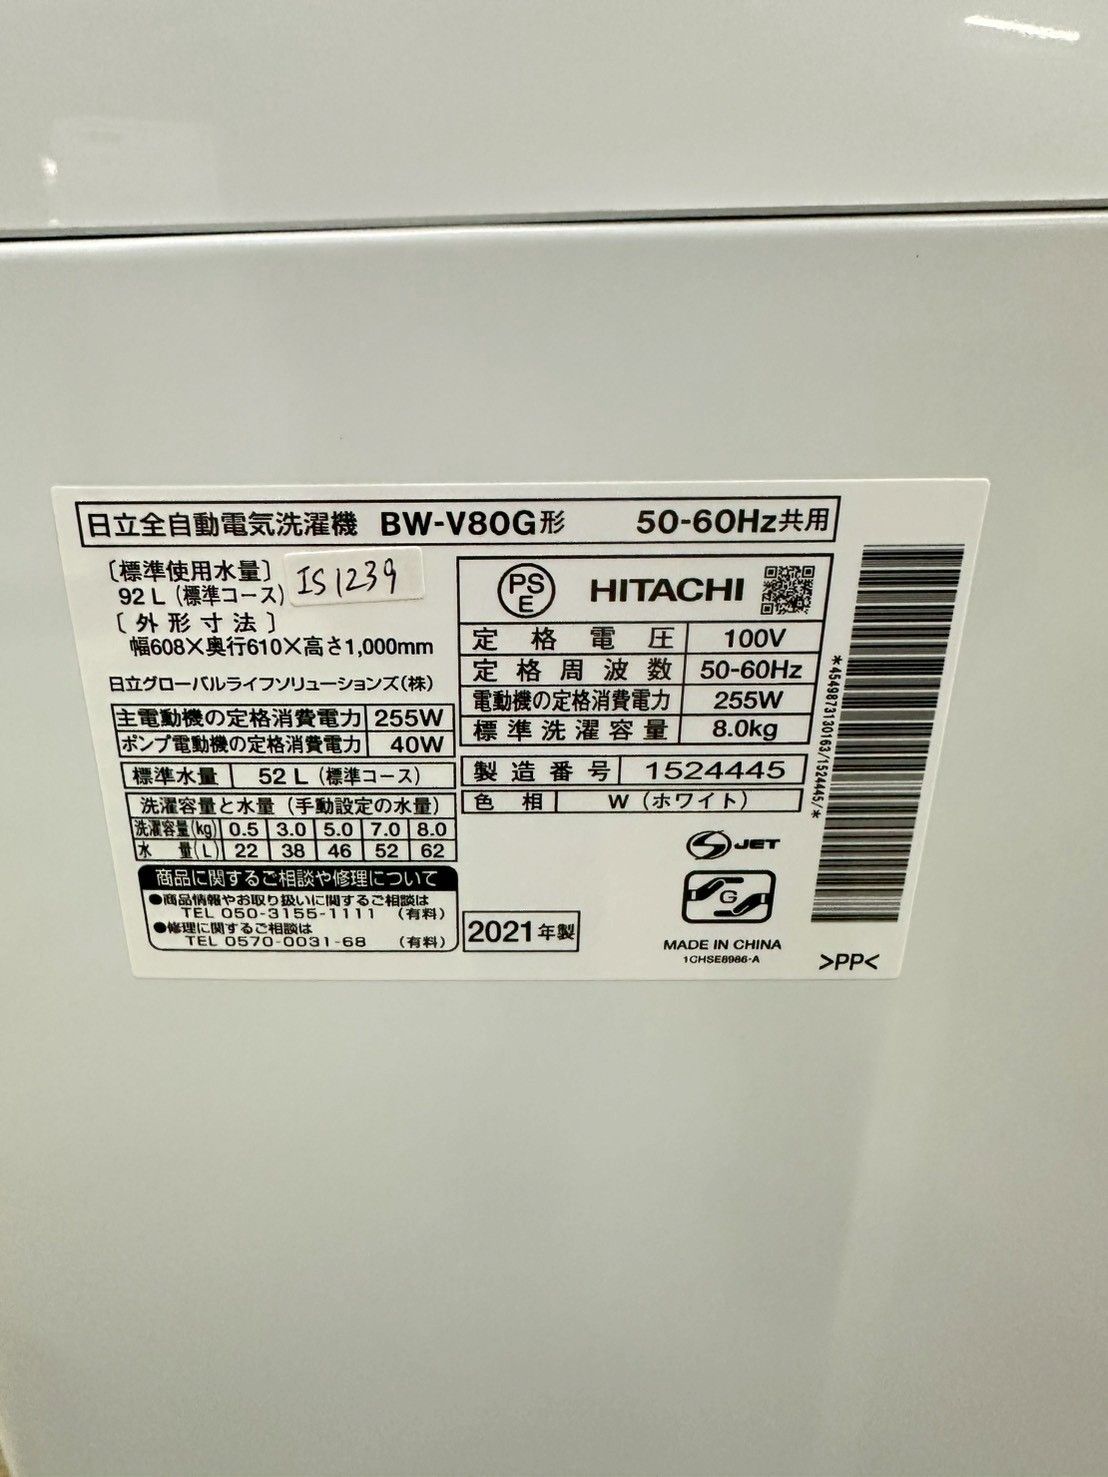 日立全自動電気洗濯機 BW-V80G形 50-60Hz共用
〔標準使用水量〕
92 L (標準コース)
IS1239
〔外形寸法〕
幅608×奥行610×高さ1,000mm
日立グローバルライフソリューションズ(株)
主電動機の定格消費電力 255W
ポンプ電動機の定格消費電力 40W
標準水量 52 L (標準コース)
洗濯容量と水量 (手動設定の水量)
洗濯容量(kg) 0.5 3.0 5.0 7.0 8.0
水 量(L) 22 38 46 52 62
商品に関するご相談や修理について
●商品情報やお取り扱いに関するご相談は
TEL 050-3155-1111 (有料)
●修理に関するご相談は
TEL 0570-0031-68 (有料)
PS
E
HITACHI
定格電圧 100V
定格周波数 50-60Hz
電動機の定格消費電力 255W
標準洗濯容量 8.0kg
製造番号 1524445
色相 W (ホワイト)
JET
G
2021年製
MADE IN CHINA
1CHSE8986-A
>PP<
*4549873130163/1524445/*